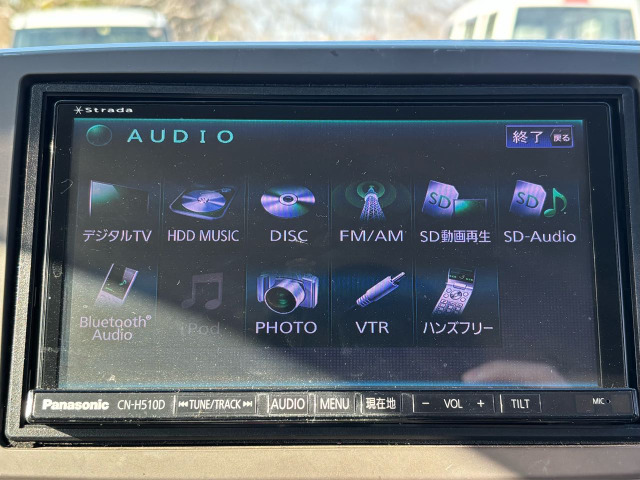 Strada
AUDIO
終了 戻る
デジタルTV HDD MUSIC DISC FM/AM SD動画再生 SD-Audio
SD SD
Bluetooth® Audio iPod PHOTO VTR ハンズフリー
Panasonic CN-H510D TUNE/TRACK AUDIO MENU 現在地 − VOL + TILT MIC